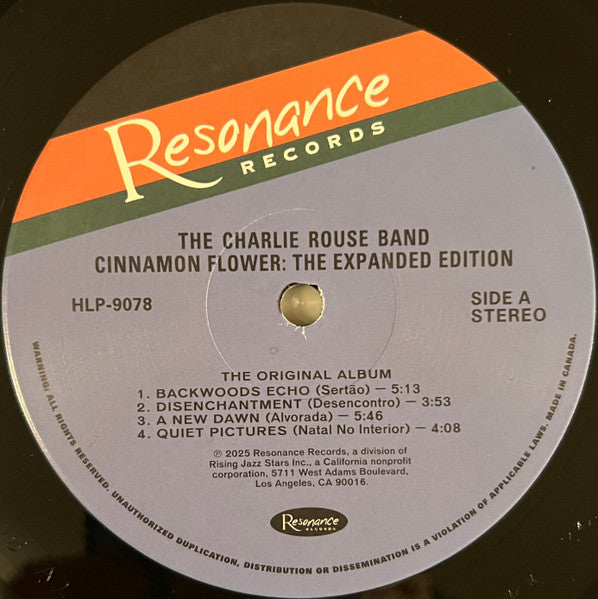 Resonance
RECORDS
THE CHARLIE ROUSE BAND
CINNAMON FLOWER: THE EXPANDED EDITION
HLP-9078
SIDE A
STEREO
THE ORIGINAL ALBUM
1. BACKWOODS ECHO (Sertão) – 5:13
2. DISENCHANTMENT (Desencontro) – 3:53
3. A NEW DAWN (Alvorada) – 5:46
4. QUIET PICTURES (Natal No Interior) – 4:08
℗ 2025 Resonance Records, a division of
Rising Jazz Stars Inc., a California nonprofit
corporation, 5711 West Adams Boulevard,
Los Angeles, CA 90016.
Resonance
RECORDS
WARNING: ALL RIGHTS RESERVED. UNAUTHORIZED DUPLICATION, DISTRIBUTION OR DISSEMINATION IS A VIOLATION OF APPLICABLE LAWS. MADE IN CANADA.